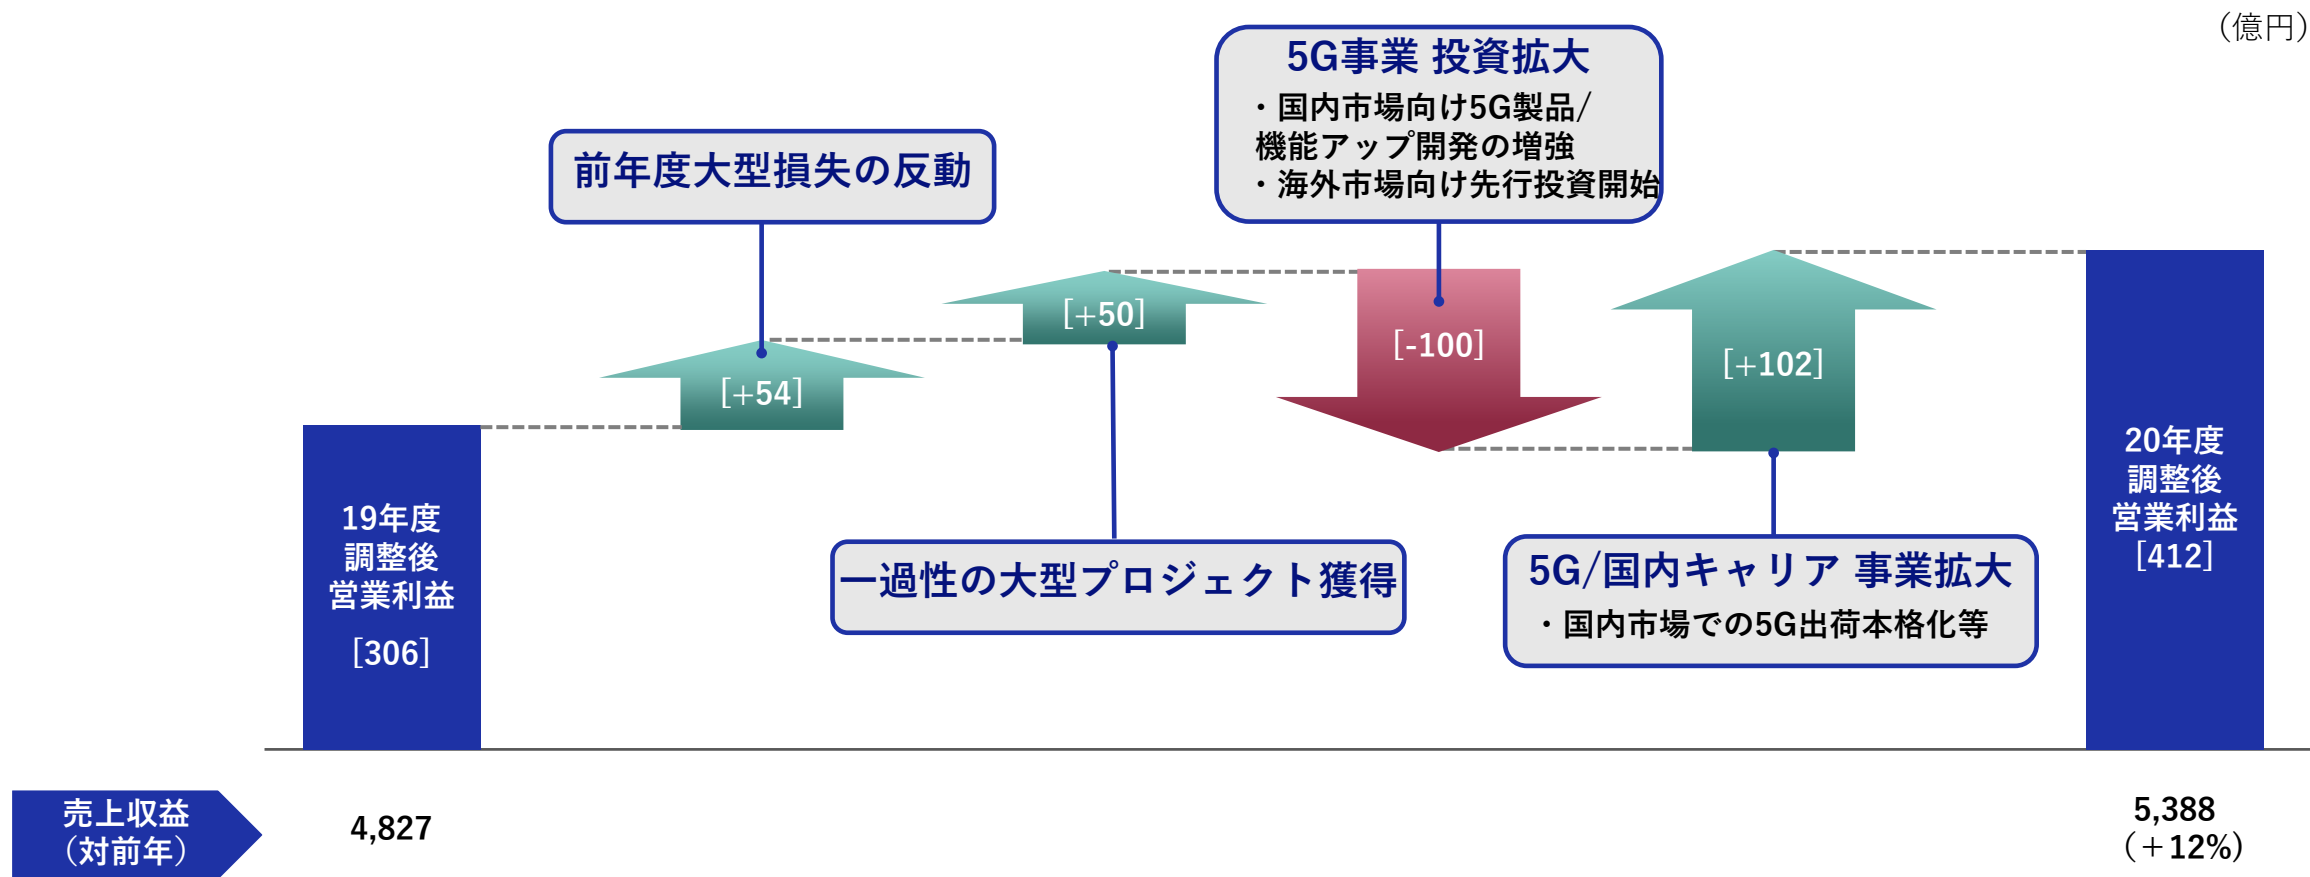 （億円）
5G事業 投資拡大
・国内市場向け5G製品/
機能アップ開発の増強
・海外市場向け先行投資開始
前年度大型損失の反動
[+54]
[+50]
[-100]
[+102]
19年度
調整後
営業利益
[306]
20年度
調整後
営業利益
[412]
一過性の大型プロジェクト獲得
5G/国内キャリア 事業拡大
・国内市場での5G出荷本格化等
売上収益
（対前年）
4,827
5,388
（＋12%）